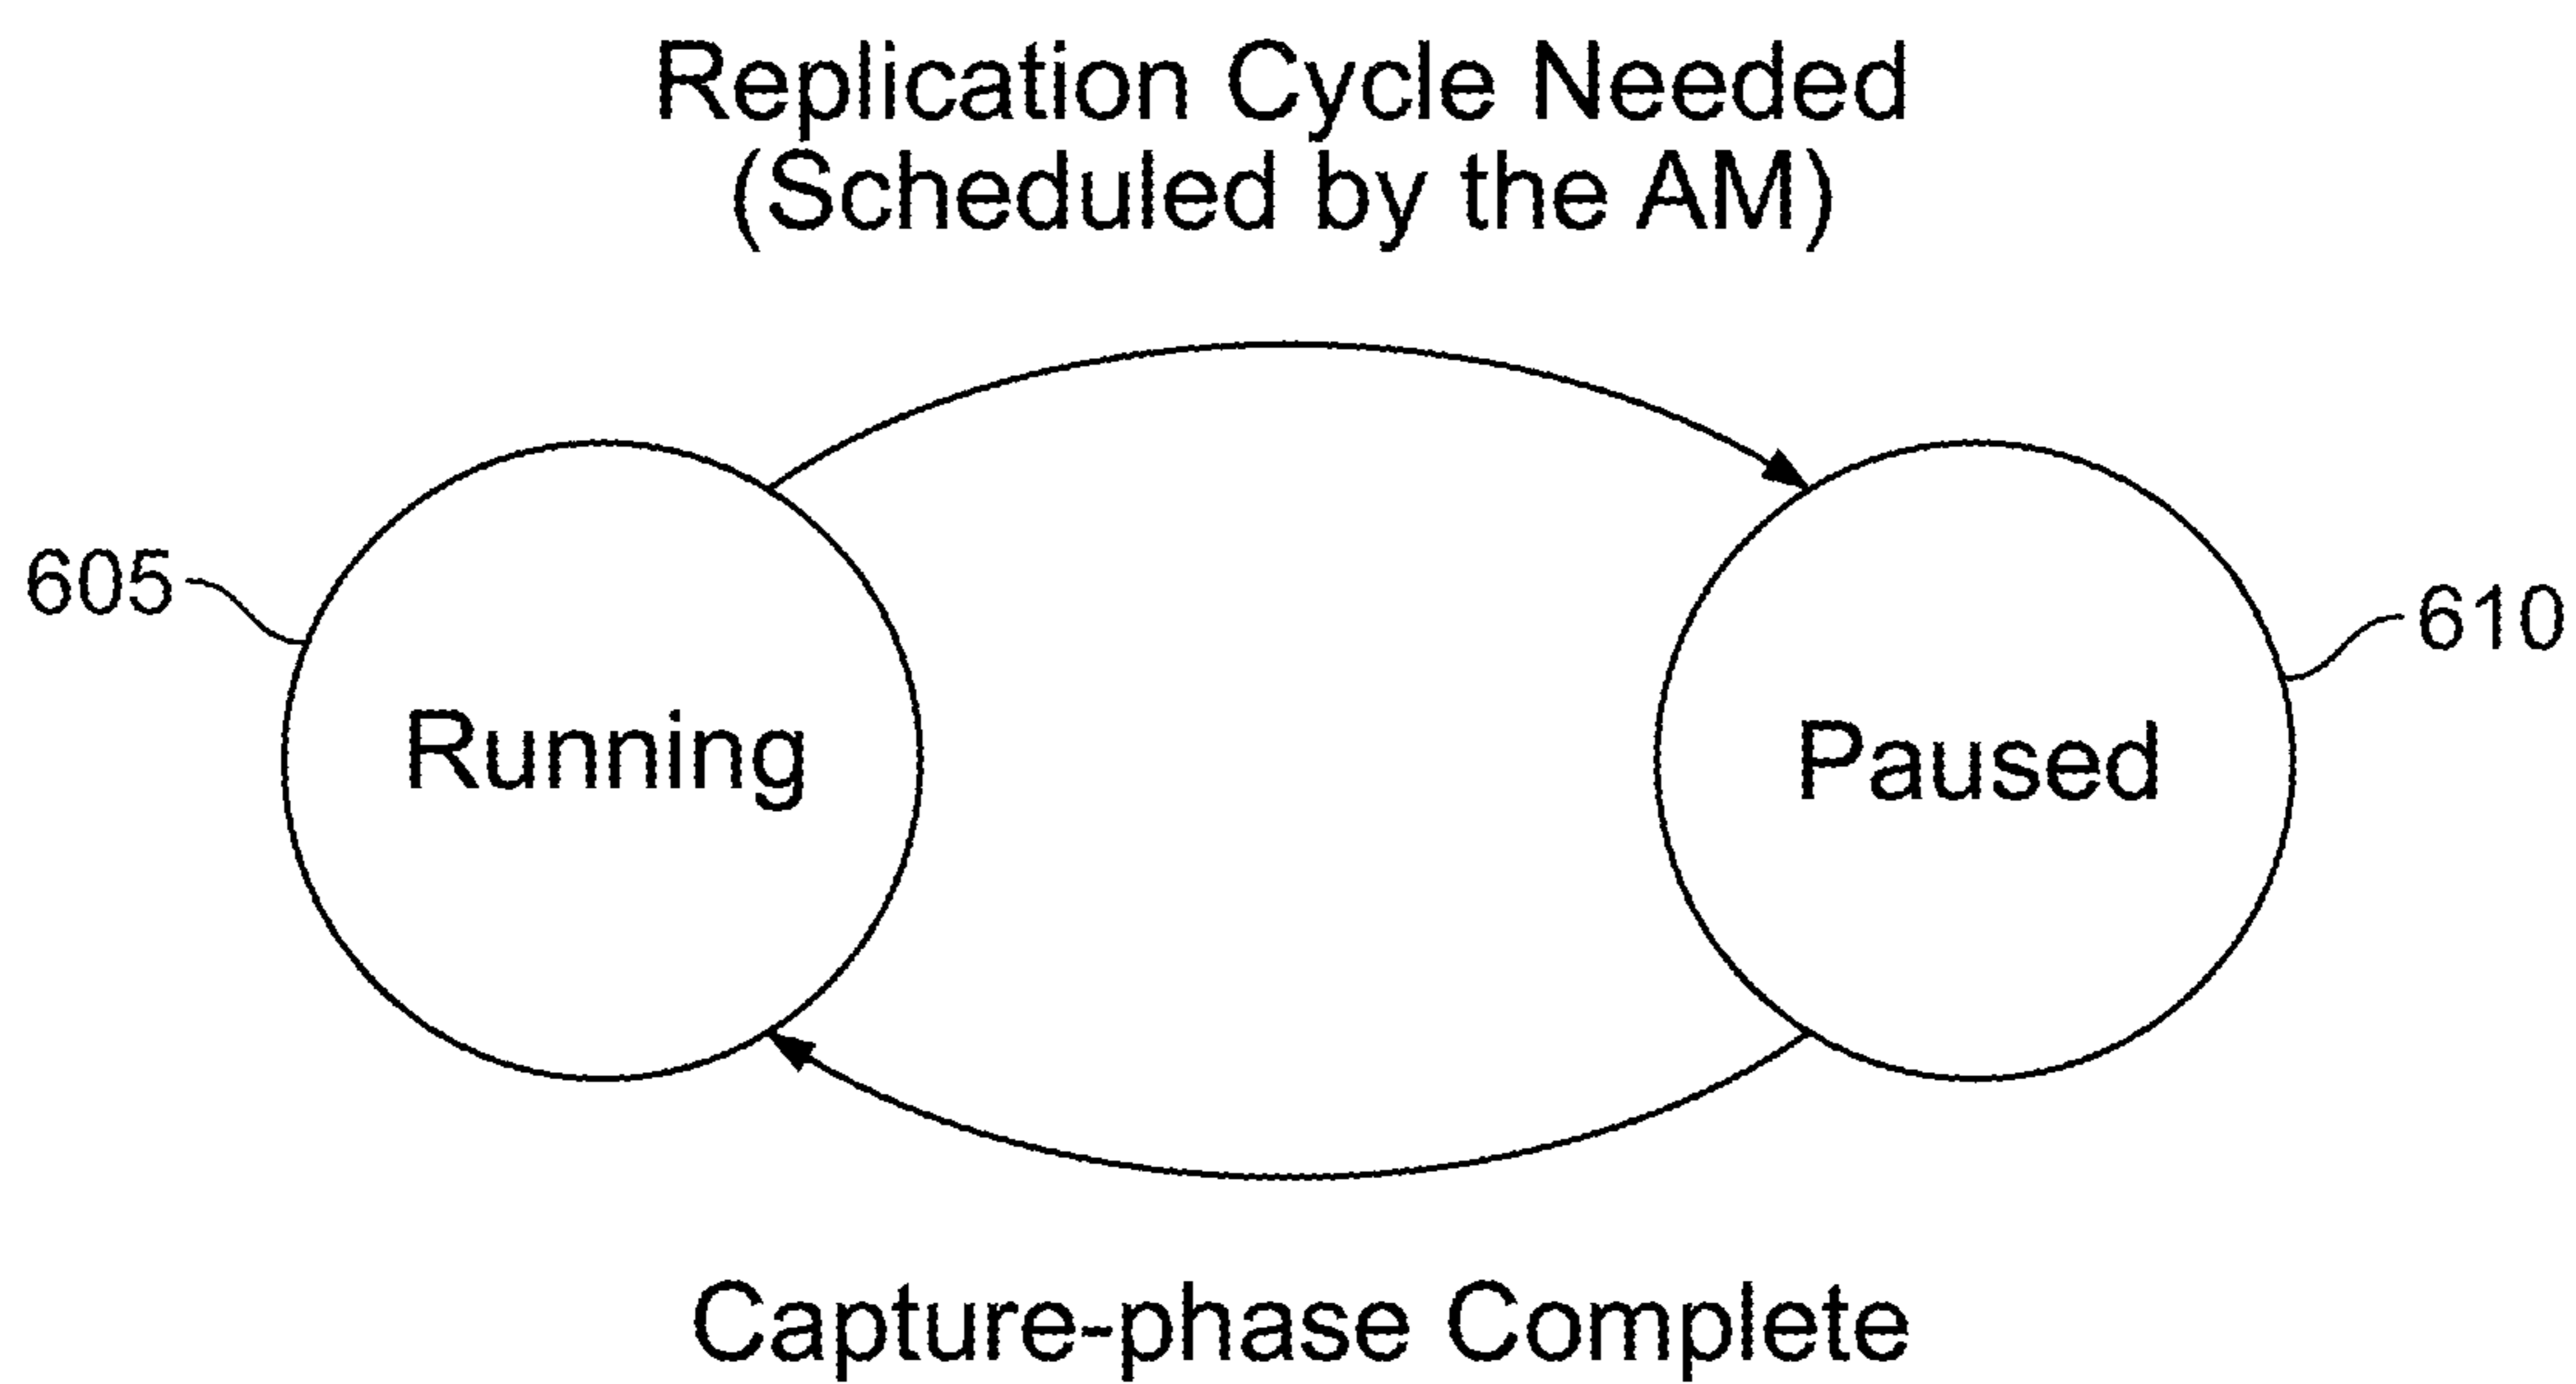 Replication Cycle Needed
(Scheduled by the AM)
605
610
Running
Paused
Capture-phase Complete